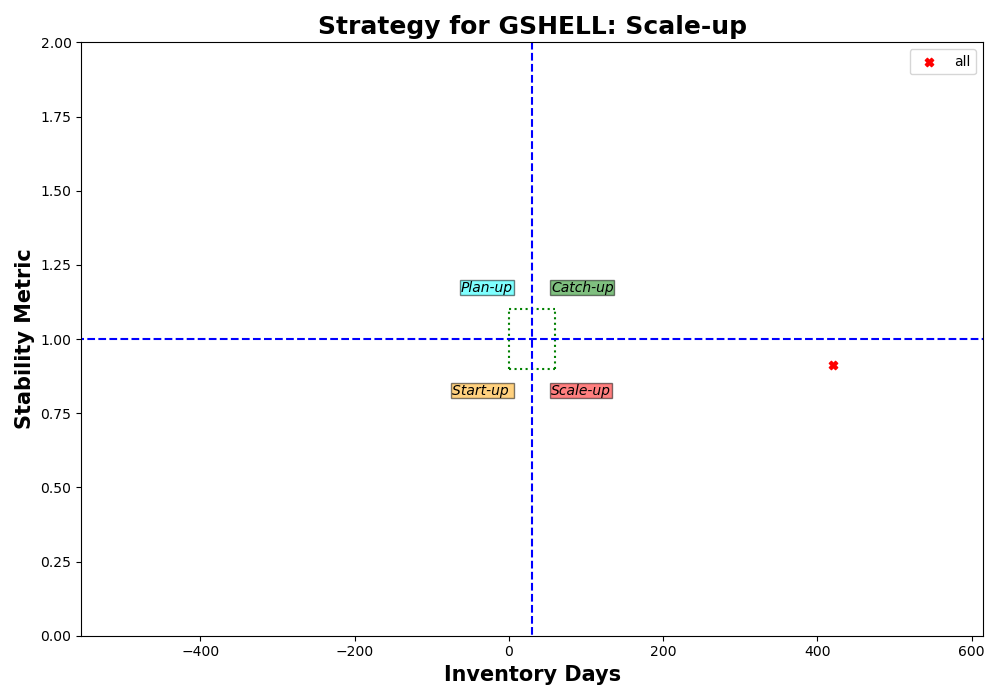 Strategy for GSHELL: Scale-up
2.00
all
1.75
1.50
1.25
Plan-up
Catch-up
1.00
Start-up
Scale-up
0.75
0.50
0.25
0.00
Stability Metric
−400
−200
0
200
400
600
Inventory Days